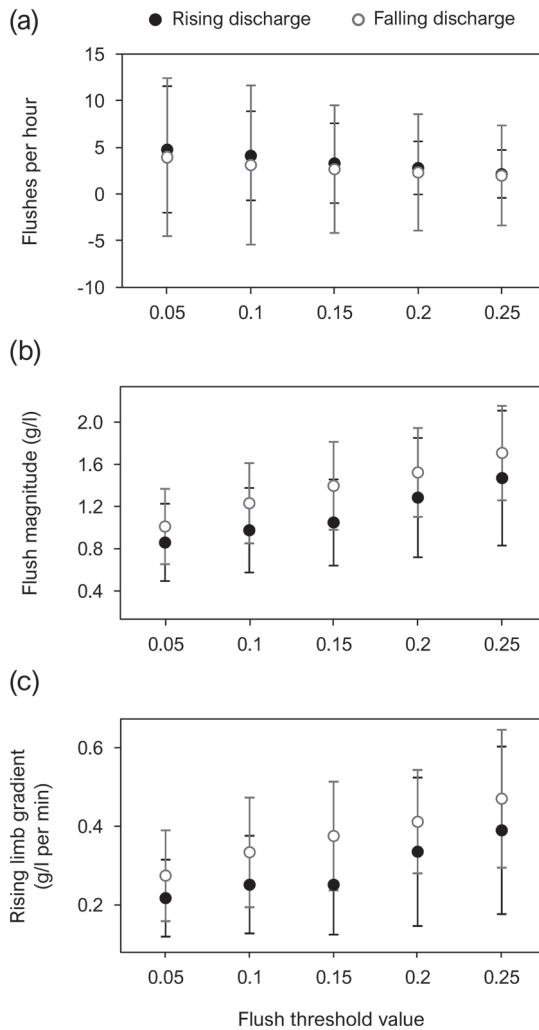 (a)
Rising discharge
Falling discharge
Flushes per hour
15
10
5
0
-5
-10
0.05 0.1 0.15 0.2 0.25
(b)
Flush magnitude (g/l)
2.0
1.6
1.2
0.8
0.4
0.05 0.1 0.15 0.2 0.25
(c)
Rising limb gradient
(g/l per min)
0.6
0.4
0.2
0.05 0.1 0.15 0.2 0.25
Flush threshold value